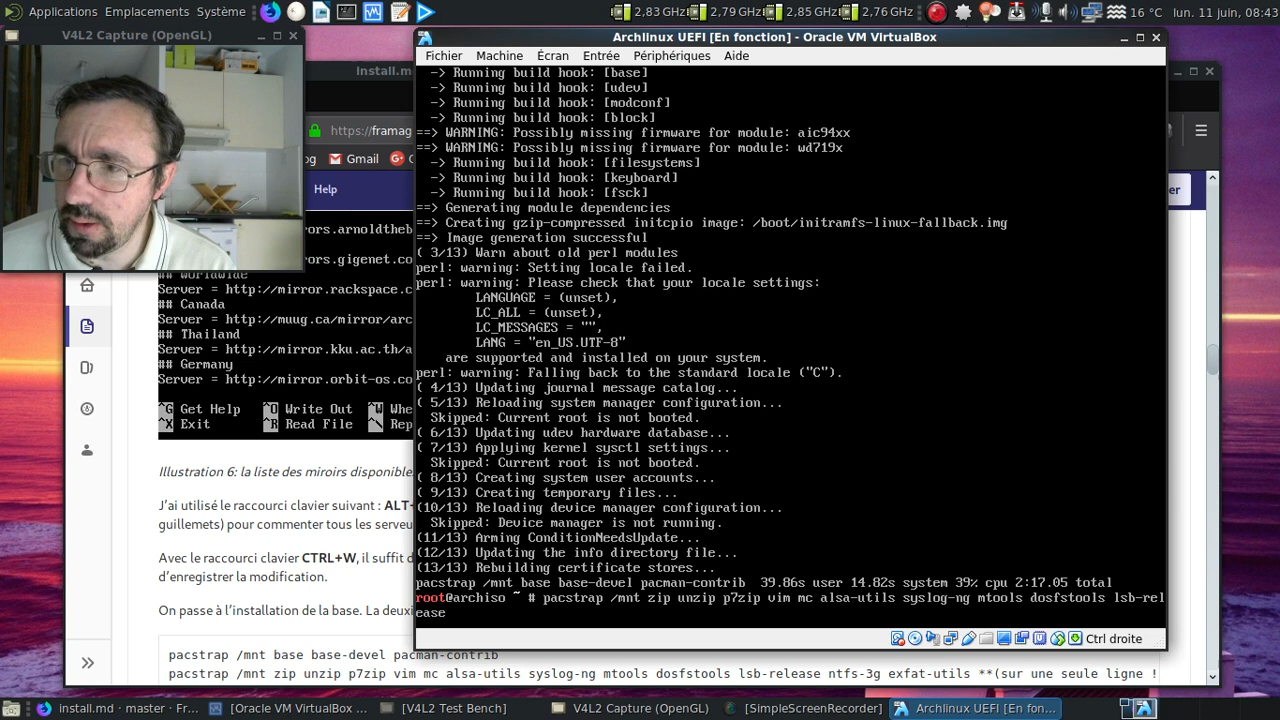 Applications Emplacements Système
2,83 GHz 2,79 GHz 2,85 GHz 2,76 GHz 16 °C lun. 11 juin, 08:43
V4L2 Capture (OpenGL)
Install.m
https://framag
og Gmail Co
Help
er
rors.arnoldtheb
rors.gigenet.co
## Worldwide
Server = http://mirror.rackspace.c
## Canada
Server = http://muug.ca/mirror/arc
## Thailand
Server = http://mirror.kku.ac.th/a
## Germany
Server = http://mirror.orbit-os.co
^G Get Help ^O Write Out ^W Whe
^X Exit ^R Read File ^\ Rep
Illustration 6: la liste des miroirs disponible
J'ai utilisé le raccourci clavier suivant : ALT+
guillemets) pour commenter tous les serveu
Avec le raccourci clavier CTRL+W, il suffit d
d'enregistrer la modification.
On passe à l'installation de la base. La deuxi
pacstrap /mnt base base-devel pacman-contrib
pacstrap /mnt zip unzip p7zip vim mc alsa-utils syslog-ng mtools dosfstools lsb-release ntfs-3g exfat-utils **(sur une seule ligne !
Archlinux UEFI [En fonction] - Oracle VM VirtualBox
Fichier Machine Écran Entrée Périphériques Aide
-> Running build hook: [base]
-> Running build hook: [udev]
-> Running build hook: [modconf]
-> Running build hook: [block]
==> WARNING: Possibly missing firmware for module: aic94xx
==> WARNING: Possibly missing firmware for module: wd719x
-> Running build hook: [filesystems]
-> Running build hook: [keyboard]
-> Running build hook: [fsck]
==> Generating module dependencies
==> Creating gzip-compressed initcpio image: /boot/initramfs-linux-fallback.img
==> Image generation successful
( 3/13) Warn about old perl modules
perl: warning: Setting locale failed.
perl: warning: Please check that your locale settings:
LANGUAGE = (unset),
LC_ALL = (unset),
LC_MESSAGES = "",
LANG = "en_US.UTF-8"
are supported and installed on your system.
perl: warning: Falling back to the standard locale ("C").
( 4/13) Updating journal message catalog...
( 5/13) Reloading system manager configuration...
Skipped: Current root is not booted.
( 6/13) Updating udev hardware database...
( 7/13) Applying kernel sysctl settings...
Skipped: Current root is not booted.
( 8/13) Creating system user accounts...
( 9/13) Creating temporary files...
(10/13) Reloading device manager configuration...
Skipped: Device manager is not running.
(11/13) Arming ConditionNeedsUpdate...
(12/13) Updating the info directory file...
(13/13) Rebuilding certificate stores...
pacstrap /mnt base base-devel pacman-contrib 39.86s user 14.82s system 39% cpu 2:17.05 total
root@archiso ~ # pacstrap /mnt zip unzip p7zip vim mc alsa-utils syslog-ng mtools dosfstools lsb-rel
ease
Ctrl droite
install.md · master · Fr... [Oracle VM VirtualBox ... [V4L2 Test Bench] V4L2 Capture (OpenGL) [SimpleScreenRecorder] Archlinux UEFI [En fon...